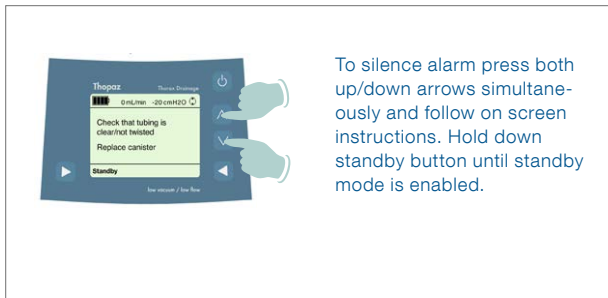 Thopaz Thorax Drainage
0 mL/min -20 cmH2O
Check that tubing is
clear/not twisted
Replace canister
Standby
low vacuum / low flow
To silence alarm press both
up/down arrows simultane-
ously and follow on screen
instructions. Hold down
standby button until standby
mode is enabled.